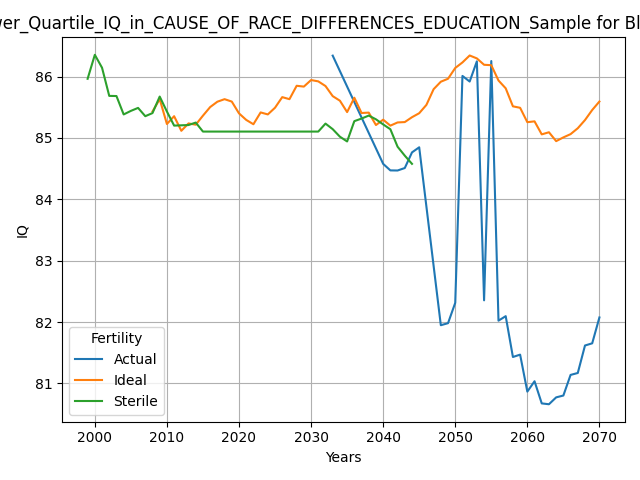 ver_Quartile_IQ_in_CAUSE_OF_RACE_DIFFERENCES_EDUCATION_Sample for Bl
86
85
84
83
82
81
IQ
Fertility
Actual
Ideal
Sterile
2000
2010
2020
2030
2040
2050
2060
2070
Years